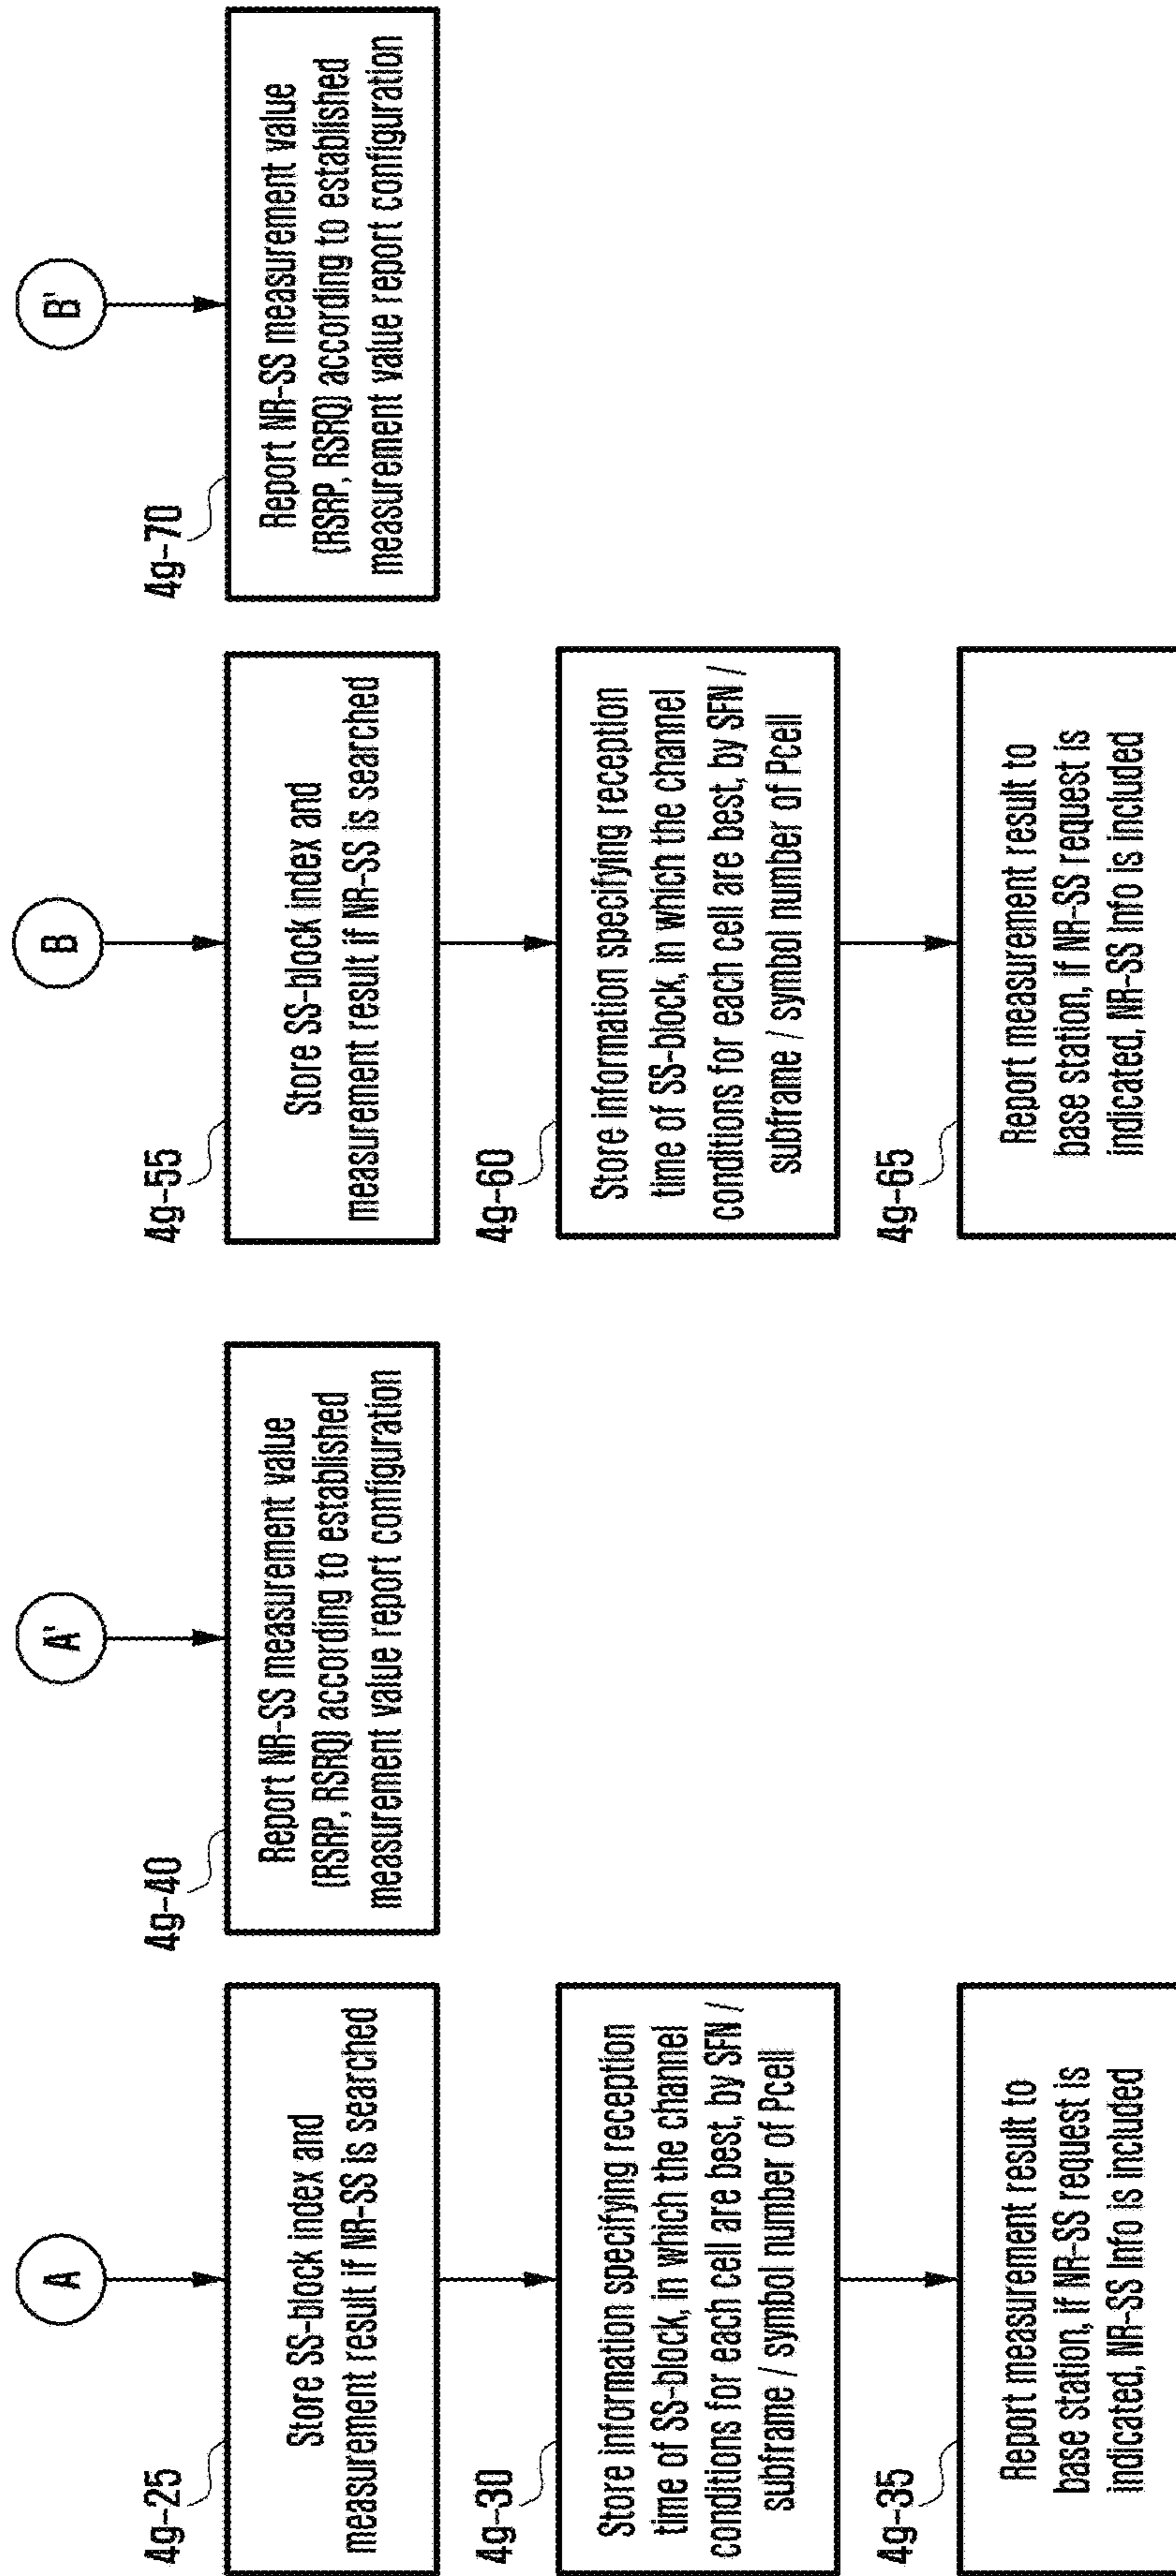 A
4g-25
Store SS-block index and
measurement result if NR-SS is searched
4g-30
Store information specifying reception
time of SS-block, in which the channel
conditions for each cell are best, by SFN /
subframe / symbol number of Pcell
4g-35
Report measurement result to
base station, if NR-SS request is
indicated, NR-SS Info is included
A'
4g-40
Report NR-SS measurement value
(RSRP, RSRQ) according to established
measurement value report configuration
B
4g-55
Store SS-block index and
measurement result if NR-SS is searched
4g-60
Store information specifying reception
time of SS-block, in which the channel
conditions for each cell are best, by SFN /
subframe / symbol number of Pcell
4g-65
Report measurement result to
base station, if NR-SS request is
indicated, NR-SS Info is included
B'
4g-70
Report NR-SS measurement value
(RSRP, RSRQ) according to established
measurement value report configuration